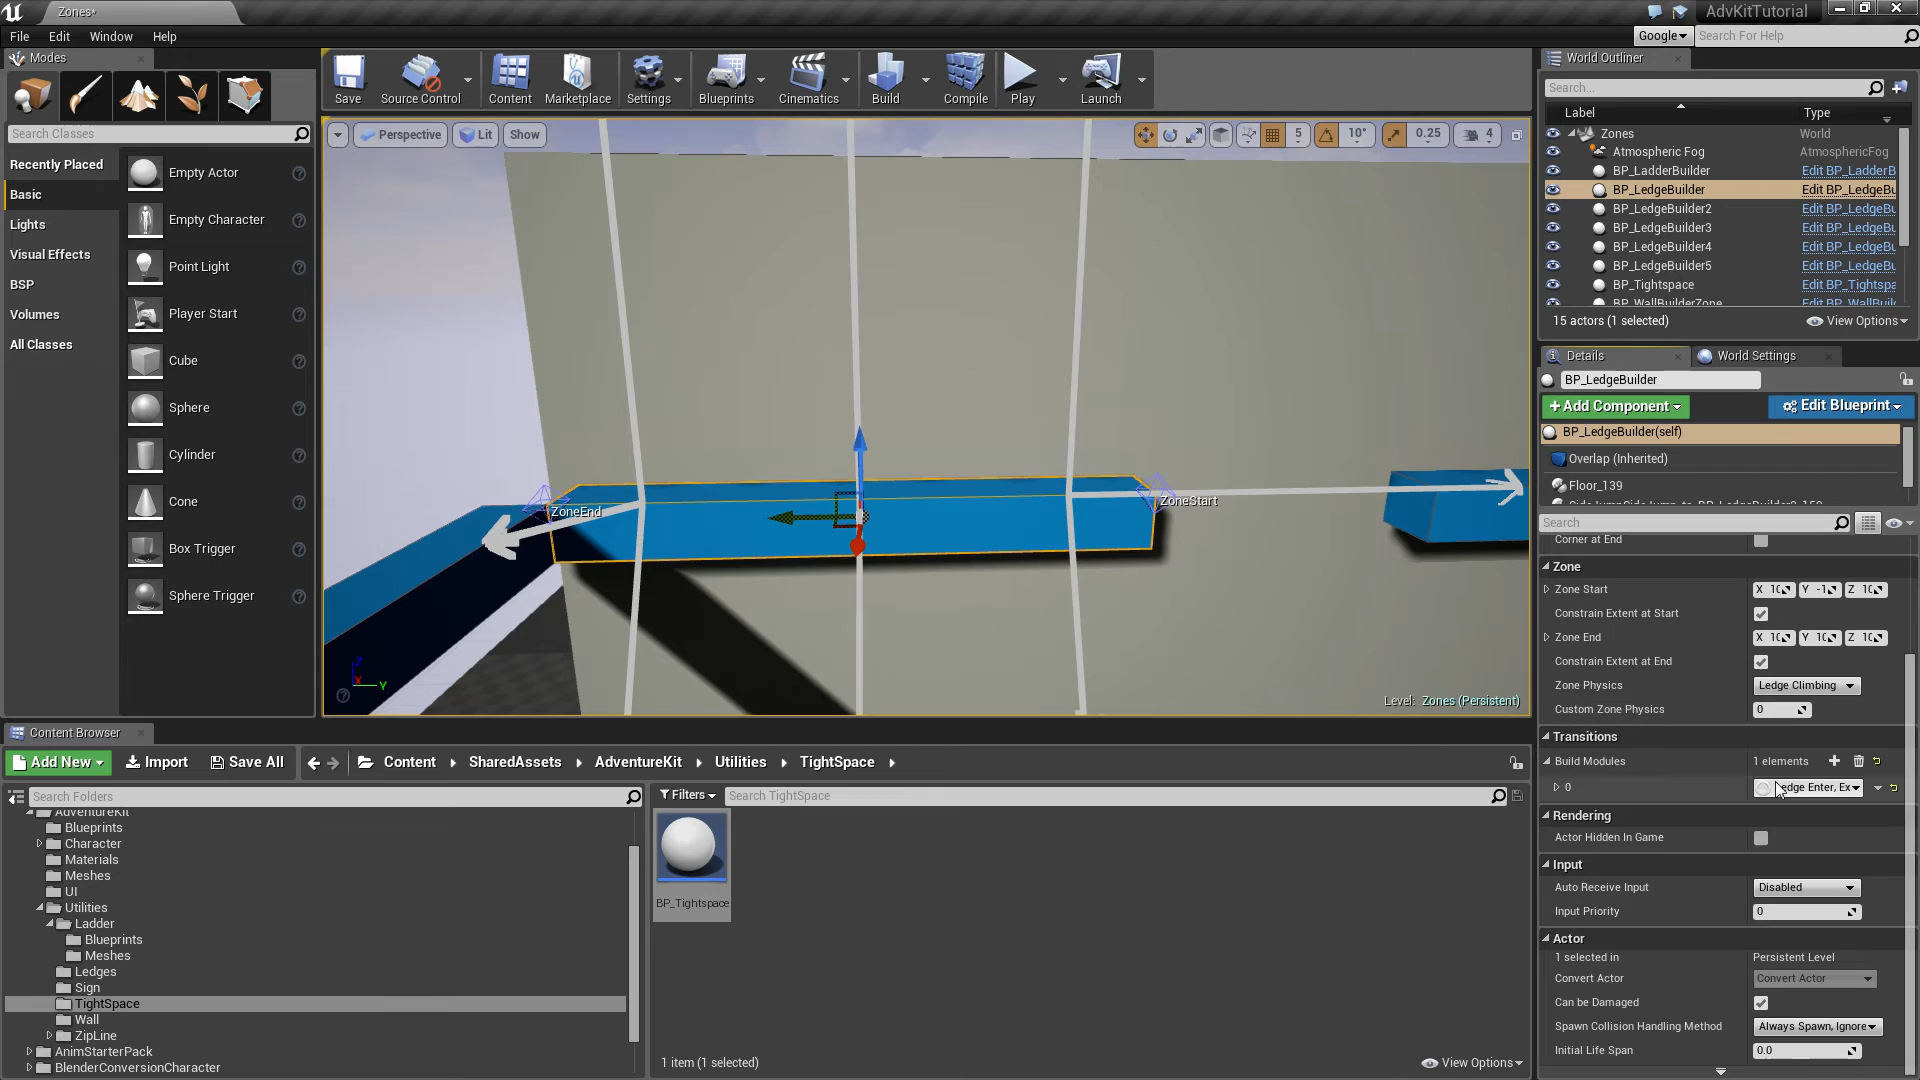 Zones*
AdvKitTutorial
File Edit Window Help
Google Search For Help
Modes
Search Classes
Recently Placed
Basic
Lights
Visual Effects
BSP
Volumes
All Classes
Empty Actor
Empty Character
Point Light
Player Start
Cube
Sphere
Cylinder
Cone
Box Trigger
Sphere Trigger
Save Source Control Content Marketplace Settings Blueprints Cinematics Build Compile Play Launch
Perspective Lit Show 5 10° 0.25 4
ZoneEnd
ZoneStart
Z
X
Y
Level: Zones (Persistent)
World Outliner
Search...
Label Type
Zones World
Atmospheric Fog AtmosphericFog
BP_LadderBuilder Edit BP_LadderB
BP_LedgeBuilder Edit BP_LedgeBu
BP_LedgeBuilder2 Edit BP_LedgeBu
BP_LedgeBuilder3 Edit BP_LedgeBu
BP_LedgeBuilder4 Edit BP_LedgeBu
BP_LedgeBuilder5 Edit BP_LedgeBu
BP_Tightspace Edit BP_Tightspa
BP_WallBuilderZone Edit BP_WallBuild
15 actors (1 selected) View Options
Details World Settings
BP_LedgeBuilder
+Add Component Edit Blueprint
BP_LedgeBuilder(self)
Overlap (Inherited)
Floor_139
Search
Corner at End
Zone
Zone Start X 10 Y -1 Z 10
Constrain Extent at Start
Zone End X 10 Y 10 Z 10
Constrain Extent at End
Zone Physics Ledge Climbing
Custom Zone Physics 0
Transitions
Build Modules 1 elements
0 edge Enter, Ex
Rendering
Actor Hidden In Game
Input
Auto Receive Input Disabled
Input Priority 0
Actor
1 selected in Persistent Level
Convert Actor Convert Actor
Can be Damaged
Spawn Collision Handling Method Always Spawn, Ignore
Initial Life Span 0.0
Content Browser
Add New Import Save All Content SharedAssets AdventureKit Utilities TightSpace
Search Folders
AdventureKit
Blueprints
Character
Materials
Meshes
UI
Utilities
Ladder
Blueprints
Meshes
Ledges
Sign
TightSpace
Wall
ZipLine
AnimStarterPack
BlenderConversionCharacter
Filters Search TightSpace
BP_Tightspace
1 item (1 selected) View Options